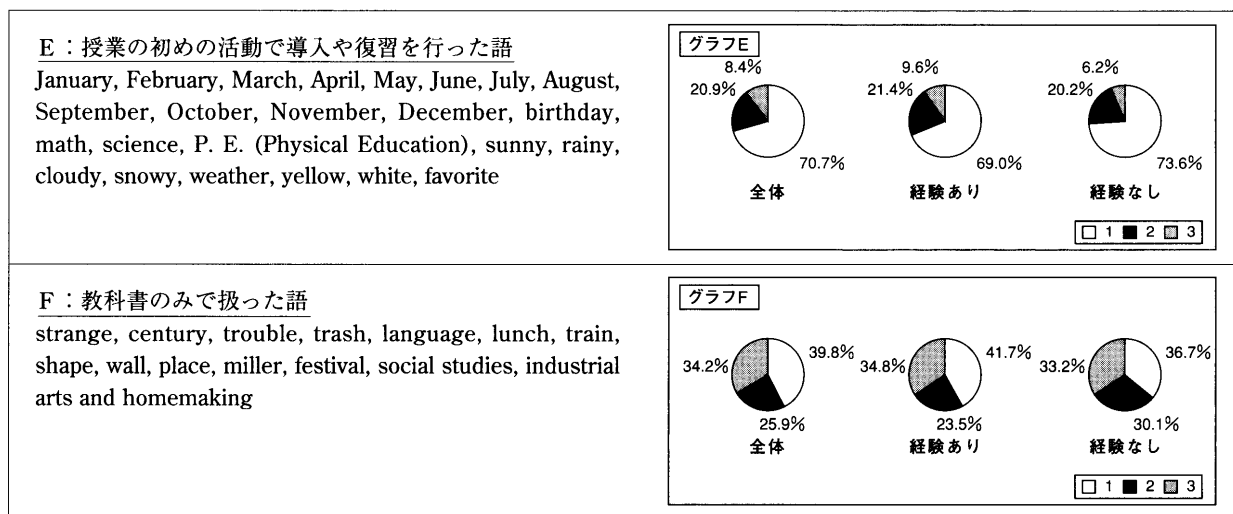 E：授業の初めの活動で導入や復習を行った語
January, February, March, April, May, June, July, August,
September, October, November, December, birthday,
math, science, P. E. (Physical Education), sunny, rainy,
cloudy, snowy, weather, yellow, white, favorite
グラフE
8.4%
20.9%
70.7%
全体
9.6%
21.4%
69.0%
経験あり
6.2%
20.2%
73.6%
経験なし
1 2 3
F：教科書のみで扱った語
strange, century, trouble, trash, language, lunch, train,
shape, wall, place, miller, festival, social studies, industrial
arts and homemaking
グラフF
34.2%
39.8%
25.9%
全体
34.8%
41.7%
23.5%
経験あり
33.2%
36.7%
30.1%
経験なし
1 2 3